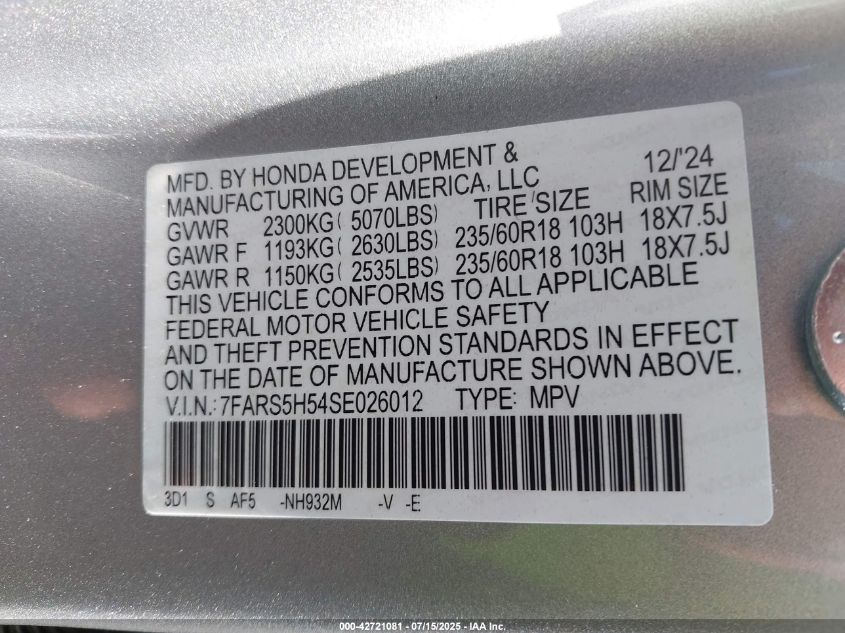 MFD. BY HONDA DEVELOPMENT & 12/'24
MANUFACTURING OF AMERICA, LLC
TIRE SIZE RIM SIZE
GVWR 2300KG( 5070LBS)
GAWR F 1193KG( 2630LBS) 235/60R18 103H 18X7.5J
GAWR R 1150KG( 2535LBS) 235/60R18 103H 18X7.5J
THIS VEHICLE CONFORMS TO ALL APPLICABLE
FEDERAL MOTOR VEHICLE SAFETY
AND THEFT PREVENTION STANDARDS IN EFFECT
ON THE DATE OF MANUFACTURE SHOWN ABOVE.
V.I.N.:7FARS5H54SE026012 TYPE: MPV
3D1 S AF5 -NH932M -V -E
000-42721081 - 07/15/2025 - IAA Inc.